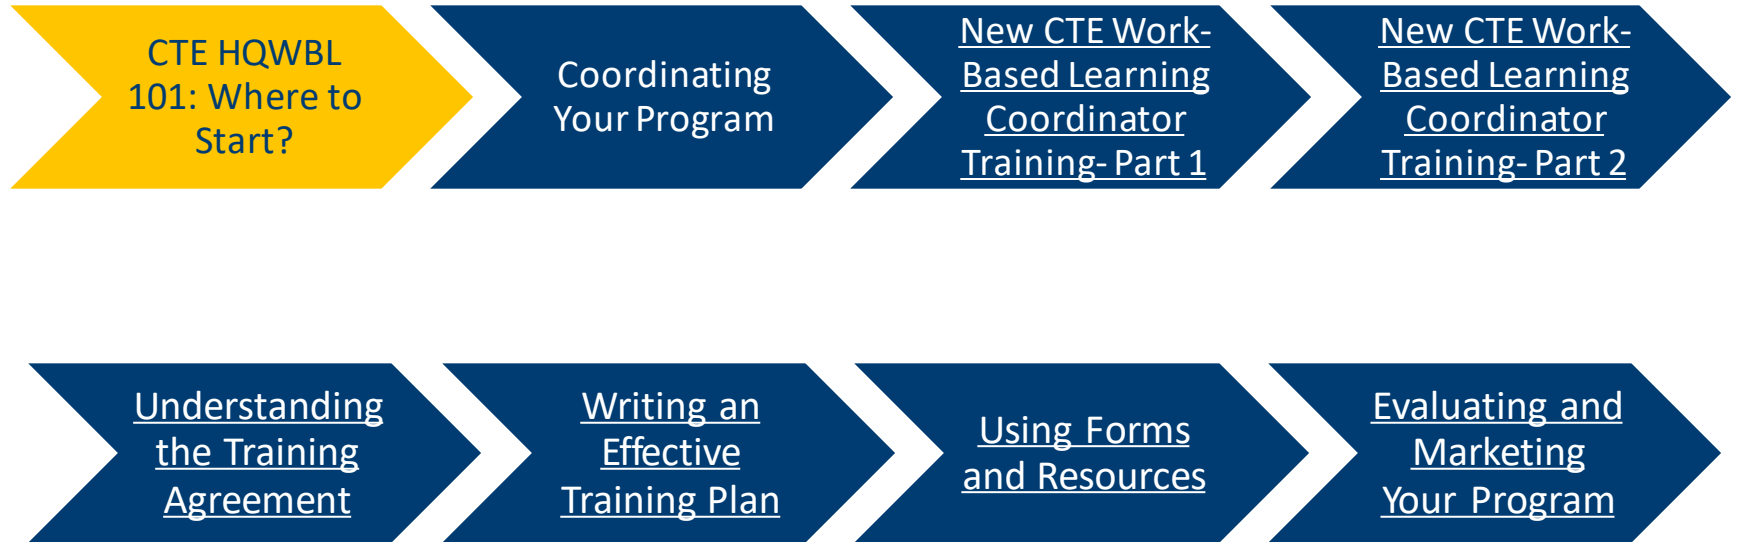 CTE HQWBL
101: Where to
Start?
Coordinating
Your Program
New CTE Work-
Based Learning
Coordinator
Training- Part 1
New CTE Work-
Based Learning
Coordinator
Training- Part 2
Understanding
the Training
Agreement
Writing an
Effective
Training Plan
Using Forms
and Resources
Evaluating and
Marketing
Your Program